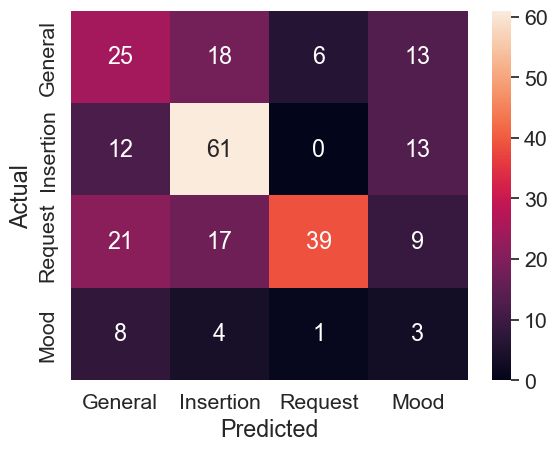 General 25 18 6 13
Insertion 12 61 0 13
Request 21 17 39 9
Mood 8 4 1 3
General Insertion Request Mood
Predicted
Actual
60
50
40
30
20
10
0